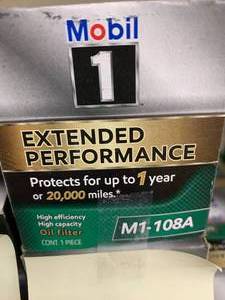 Mobil
1
EXTENDED
PERFORMANCE
Protects for up to 1 year
or 20,000 miles.*
High efficiency
High capacity
Oil filter
CONT. 1 PIECE
M1-108A